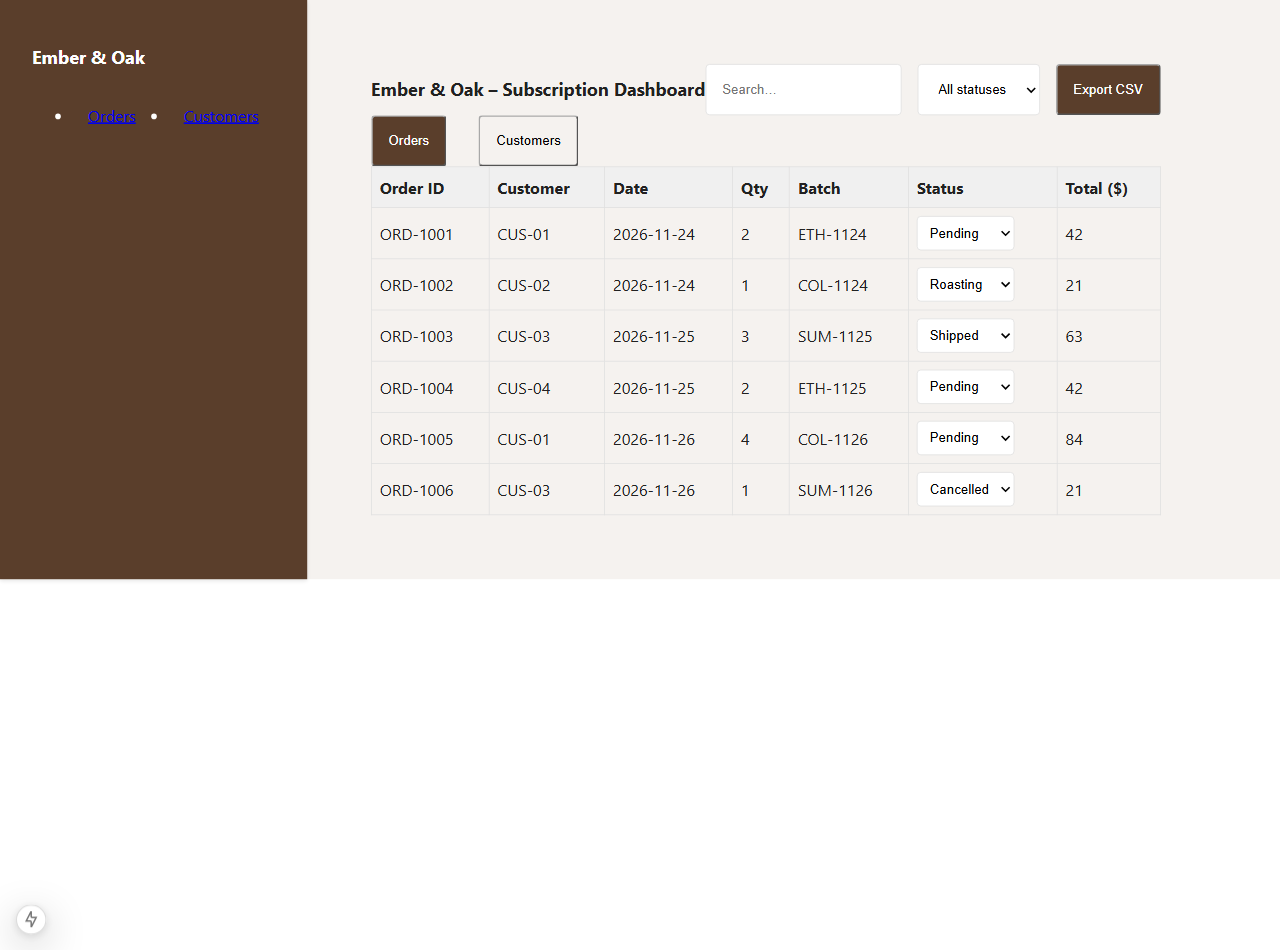 Ember & Oak
Orders Customers
Ember & Oak – Subscription Dashboard Search... All statuses Export CSV
Orders Customers
Order ID Customer Date Qty Batch Status Total ($)
ORD-1001 CUS-01 2026-11-24 2 ETH-1124 Pending 42
ORD-1002 CUS-02 2026-11-24 1 COL-1124 Roasting 21
ORD-1003 CUS-03 2026-11-25 3 SUM-1125 Shipped 63
ORD-1004 CUS-04 2026-11-25 2 ETH-1125 Pending 42
ORD-1005 CUS-01 2026-11-26 4 COL-1126 Pending 84
ORD-1006 CUS-03 2026-11-26 1 SUM-1126 Cancelled 21